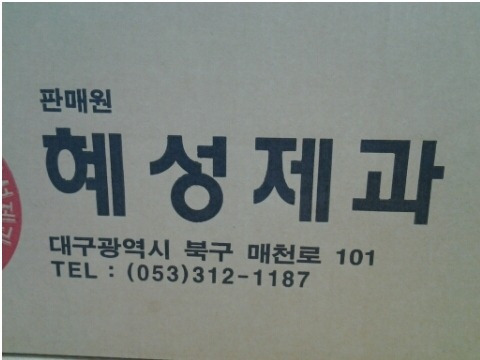 판매원
혜성제과
대구광역시 북구 매천로 101
TEL : (053)312-1187